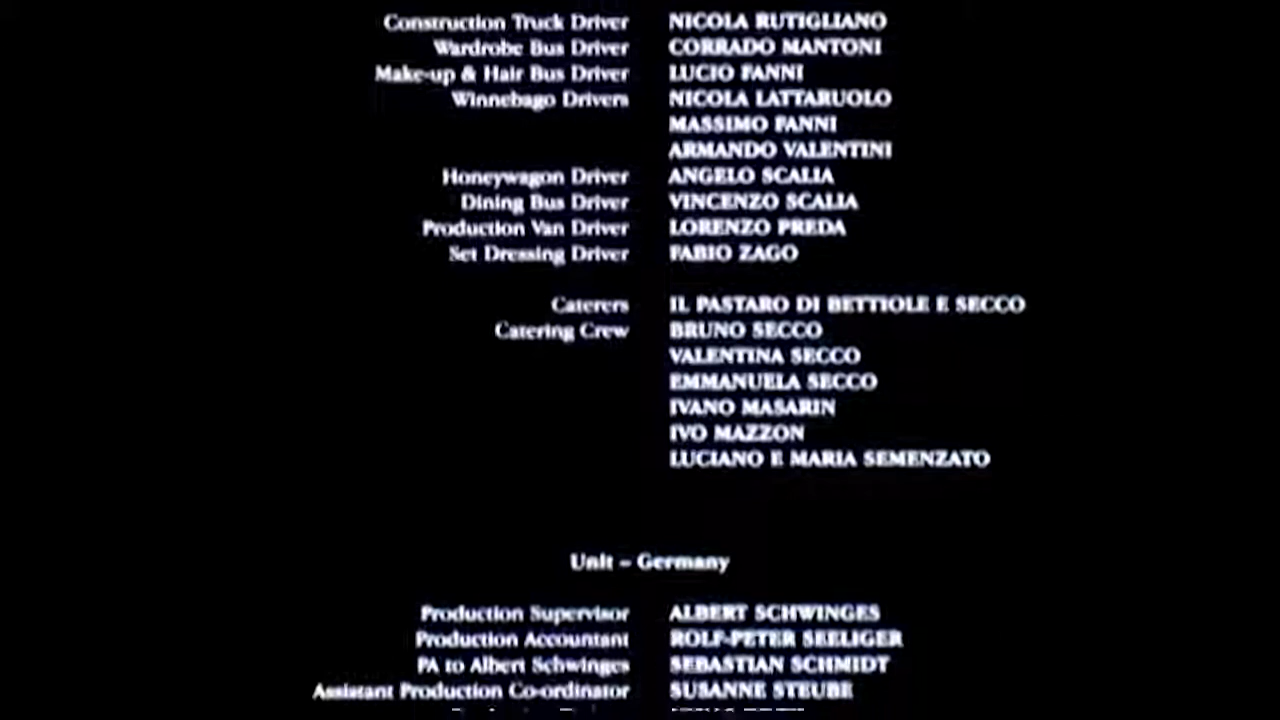 Construction Truck Driver NICOLA RUTIGLIANO
Wardrobe Bus Driver CORRADO MANTONI
Make-up & Hair Bus Driver LUCIO FANNI
Winnebago Drivers NICOLA LATTARUOLO
MASSIMO FANNI
ARMANDO VALENTINI
Honeywagon Driver ANGELO SCALIA
Dining Bus Driver VINCENZO SCALIA
Production Van Driver LORENZO PREDA
Set Dressing Driver FABIO ZAGO
Caterers IL PASTARO DI BETTIOLE E SECCO
Catering Crew BRUNO SECCO
VALENTINA SECCO
EMMANUELA SECCO
IVANO MASARIN
IVO MAZZON
LUCIANO E MARIA SEMENZATO
Unit – Germany
Production Supervisor ALBERT SCHWINGES
Production Accountant ROLF-PETER SEELIGER
PA to Albert Schwinges SEBASTIAN SCHMIDT
Assistant Production Co-ordinator SUSANNE STEUBE